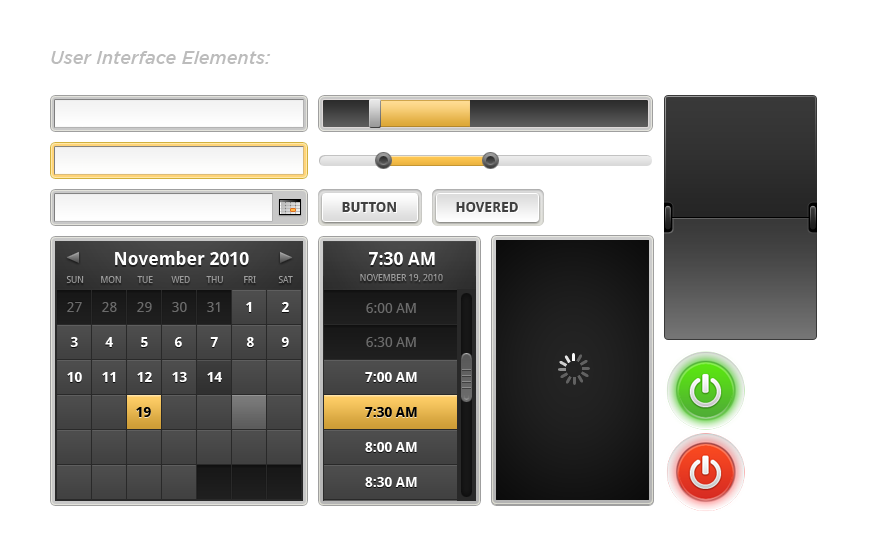 User Interface Elements:
BUTTON HOVERED
November 2010
SUN MON TUE WED THU FRI SAT
27 28 29 30 31 1 2
3 4 5 6 7 8 9
10 11 12 13 14
19
7:30 AM
NOVEMBER 19, 2010
6:00 AM
6:30 AM
7:00 AM
7:30 AM
8:00 AM
8:30 AM